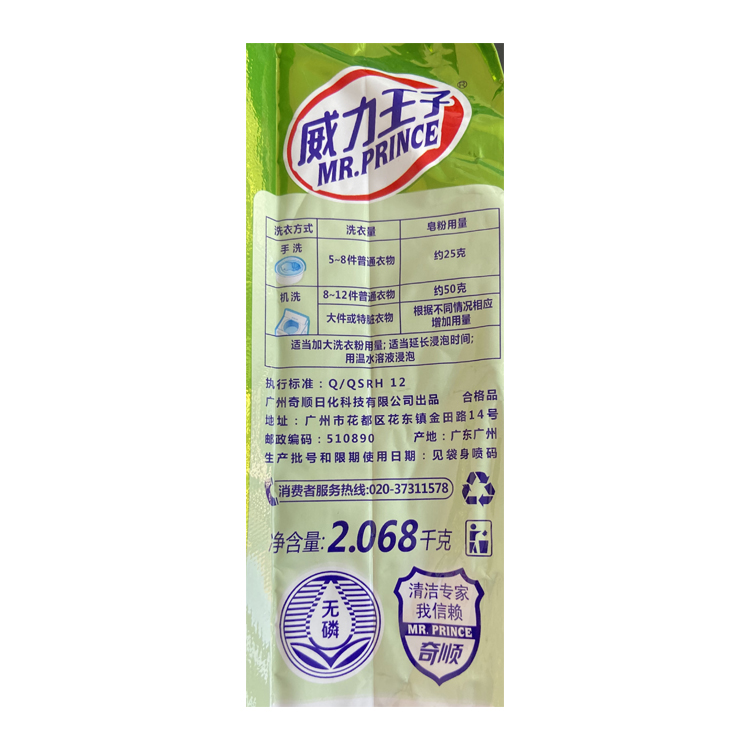 威力王子®
MR.PRINCE
洗衣方式 洗衣量 皂粉用量
手洗 5~8件普通衣物 约25克
机洗 8~12件普通衣物 约50克
大件或特脏衣物 根据不同情况相应
增加用量
适当加大洗衣粉用量;适当延长浸泡时间;
用温水溶液浸泡
执行标准:Q/QSRH 12
广州奇顺日化科技有限公司出品 合格品
地址:广州市花都区花东镇金田路14号
邮政编码:510890 产地:广东广州
生产批号和限期使用日期:见袋身喷码
消费者服务热线:020-37311578
净含量:2.068千克
无磷
清洁专家
我信赖
MR. PRINCE
奇顺